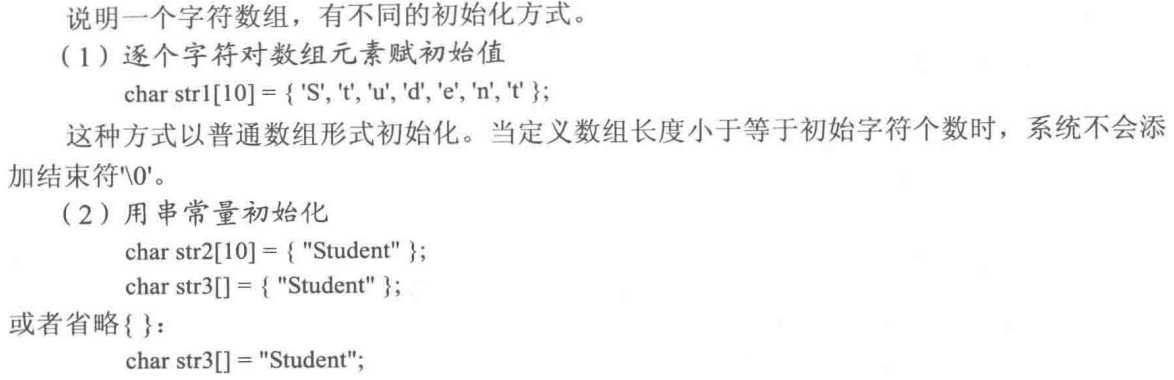 说明一个字符数组，有不同的初始化方式。
（1）逐个字符对数组元素赋初始值
char str1[10] = { 'S', 't', 'u', 'd', 'e', 'n', 't' };
这种方式以普通数组形式初始化。当定义数组长度小于等于初始字符个数时，系统不会添
加结束符'\0'。
（2）用串常量初始化
char str2[10] = { "Student" };
char str3[] = { "Student" };
或者省略{ }：
char str3[] = "Student";